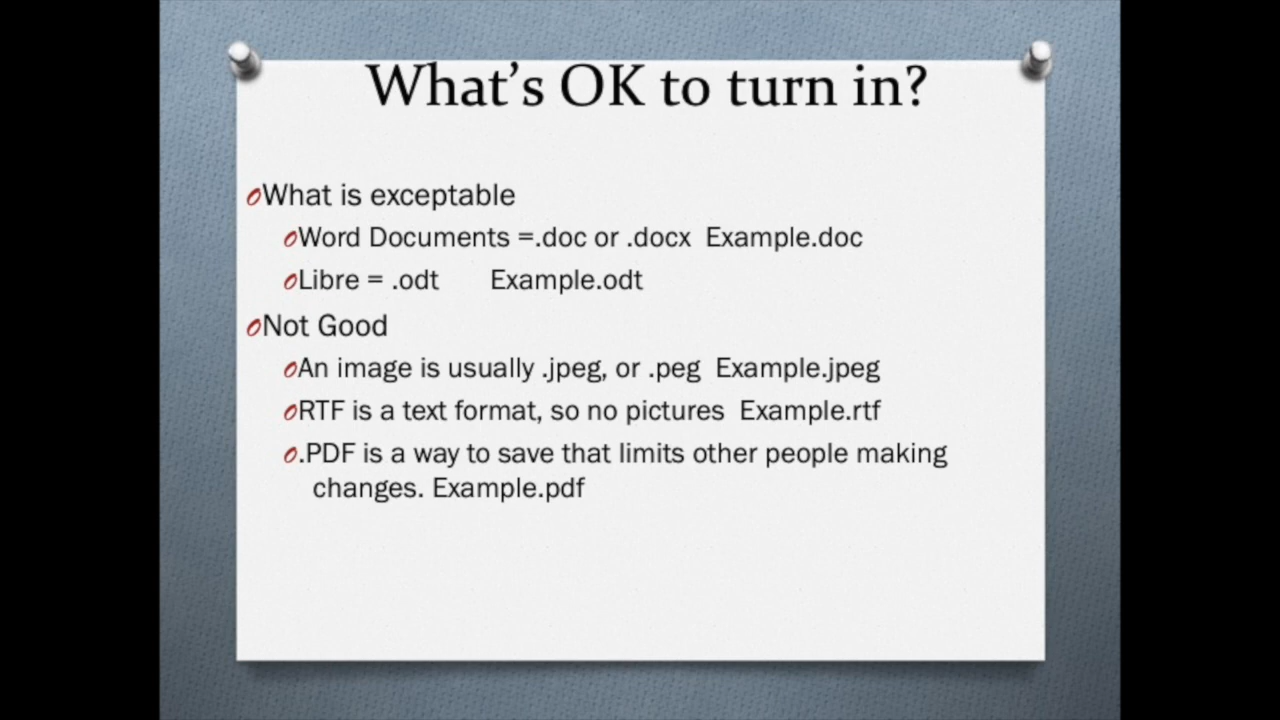 What's OK to turn in?
What is exceptable
Word Documents =.doc or .docx  Example.doc
Libre = .odt       Example.odt
Not Good
An image is usually .jpeg, or .peg  Example.jpeg
RTF is a text format, so no pictures  Example.rtf
.PDF is a way to save that limits other people making
changes. Example.pdf